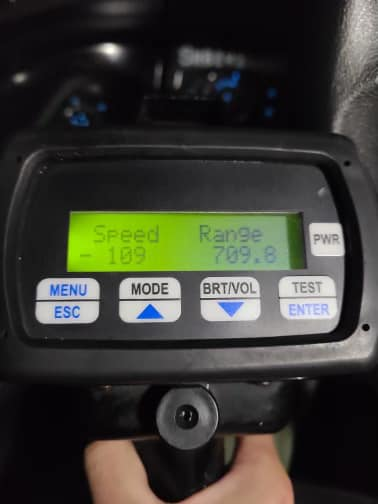 Speed Range
- 109 709.8
PWR
MENU MODE BRT/VOL TEST
ESC ENTER